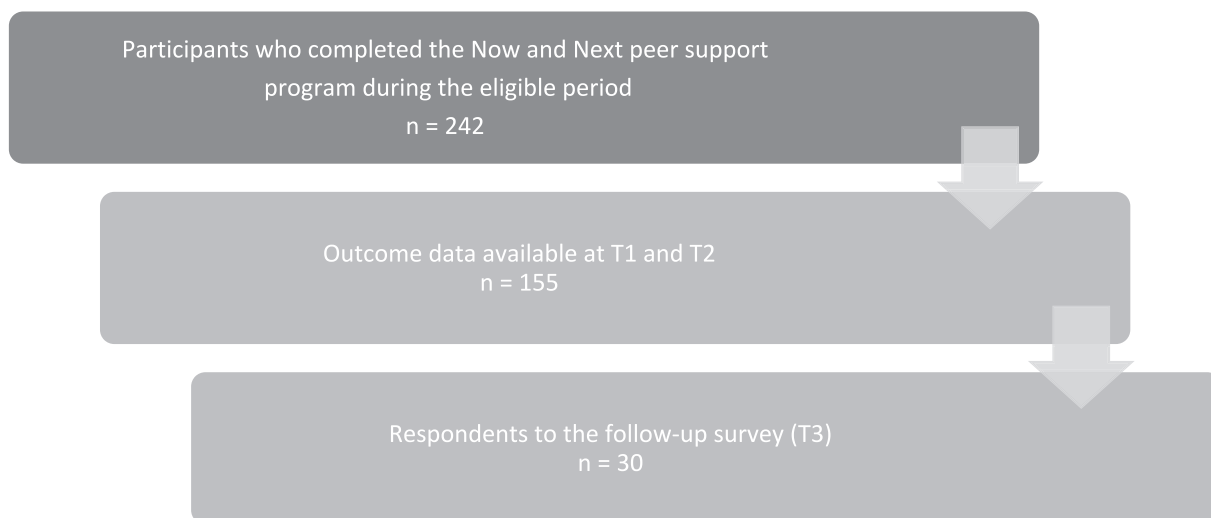 Participants who completed the Now and Next peer support
program during the eligible period
n = 242
Outcome data available at T1 and T2
n = 155
Respondents to the follow-up survey (T3)
n = 30